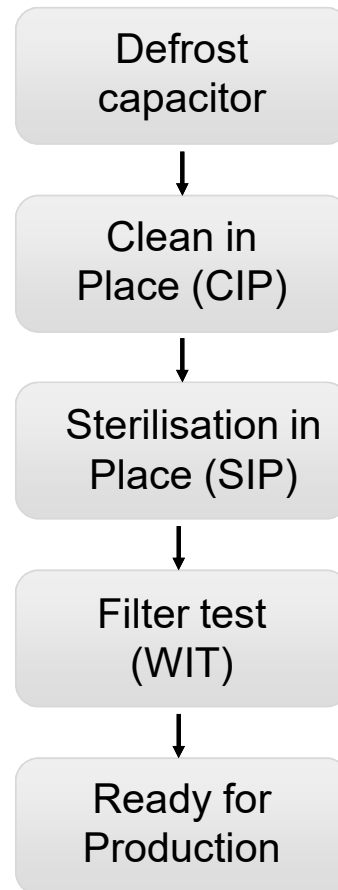 Defrost
capacitor
Clean in
Place (CIP)
Sterilisation in
Place (SIP)
Filter test
(WIT)
Ready for
Production